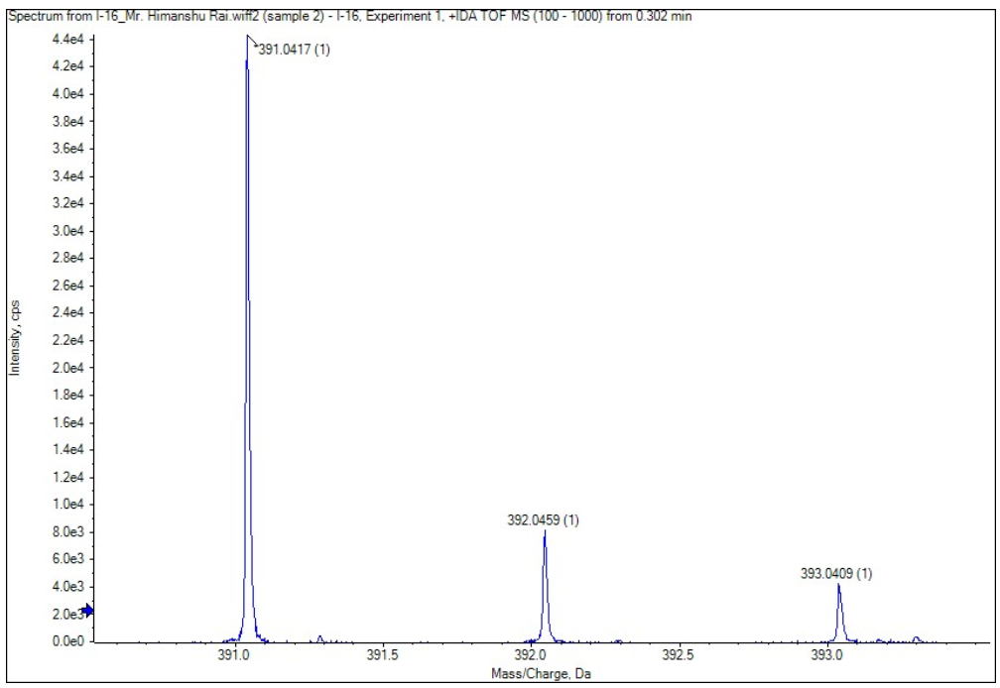 Spectrum from I-16_Mr. Himanshu Rai.wiff2 (sample 2) - I-16, Experiment 1, +IDA TOF MS (100 - 1000) from 0.302 min
391.0417 (1)
4.4e4
4.2e4
4.0e4
3.8e4
3.6e4
3.4e4
3.2e4
3.0e4
2.8e4
2.6e4
2.4e4
2.2e4
2.0e4
1.8e4
1.6e4
1.4e4
1.2e4
1.0e4
8.0e3
6.0e3
4.0e3
2.0e3
0.0e0
Intensity, cps
392.0459 (1)
393.0409 (1)
391.0
391.5
392.0
392.5
393.0
Mass/Charge, Da